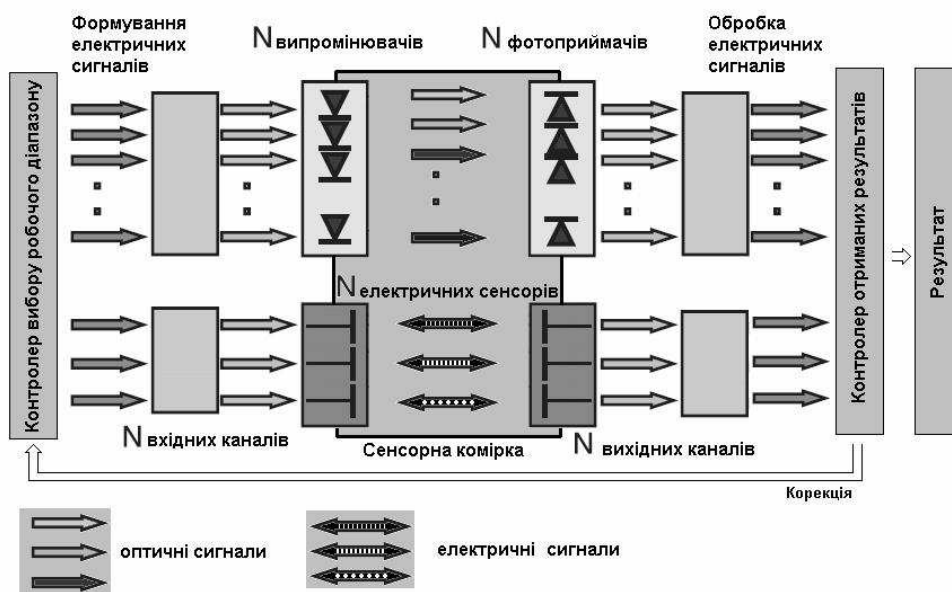 Формування
електричних
сигналів
N випромінювачів
N фотоприймачів
Обробка
електричних
сигналів
Контролер вибору робочого діапазону
N електричних сенсорів
Контролер отриманих результатів
Результат
N вхідних каналів
Сенсорна комірка
N вихідних каналів
Корекція
оптичні сигнали
електричні сигнали